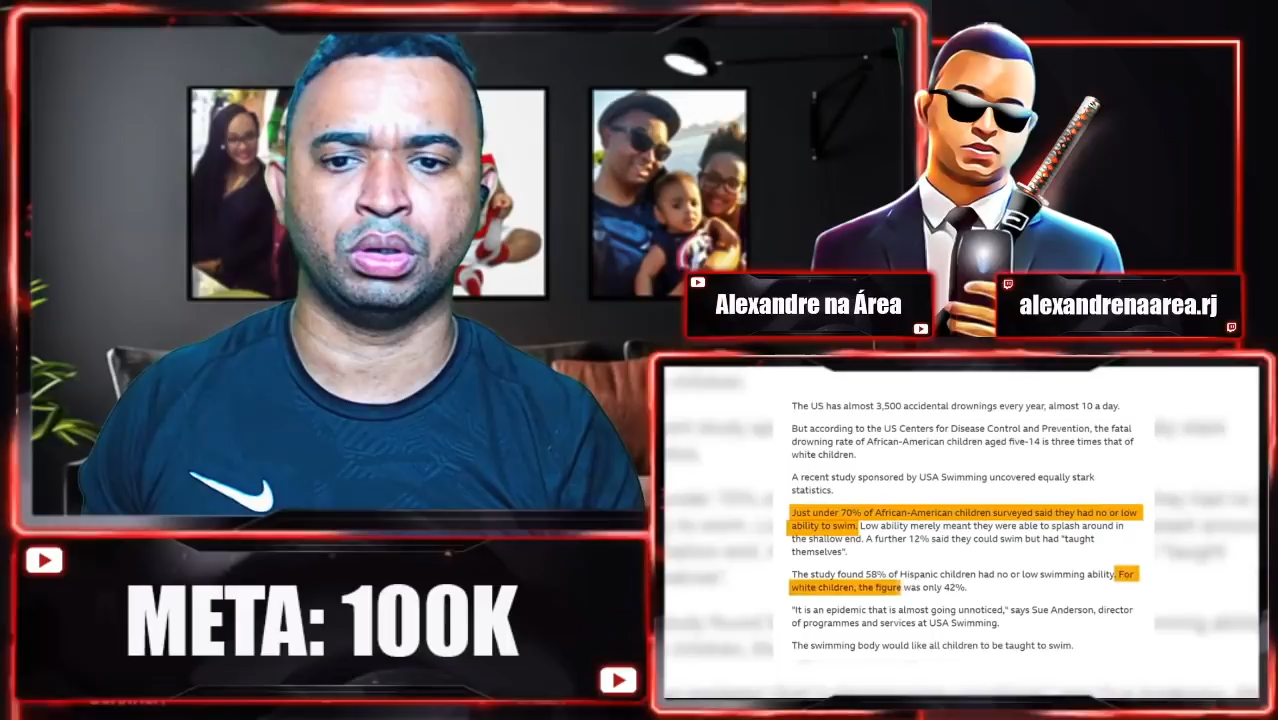 Alexandre na Área
alexandrenaarea.rj
The US has almost 3,500 accidental drownings every year, almost 10 a day.
But according to the US Centers for Disease Control and Prevention, the fatal
drowning rate of African-American children aged five-14 is three times that of
white children.
A recent study sponsored by USA Swimming uncovered equally stark
statistics.
Just under 70% of African-American children surveyed said they had no or low
ability to swim. Low ability merely meant they were able to splash around in
the shallow end. A further 12% said they could swim but had "taught
themselves".
The study found 58% of Hispanic children had no or low swimming ability. For
white children, the figure was only 42%.
"It is an epidemic that is almost going unnoticed," says Sue Anderson, director
of programmes and services at USA Swimming.
The swimming body would like all children to be taught to swim.
META: 100K